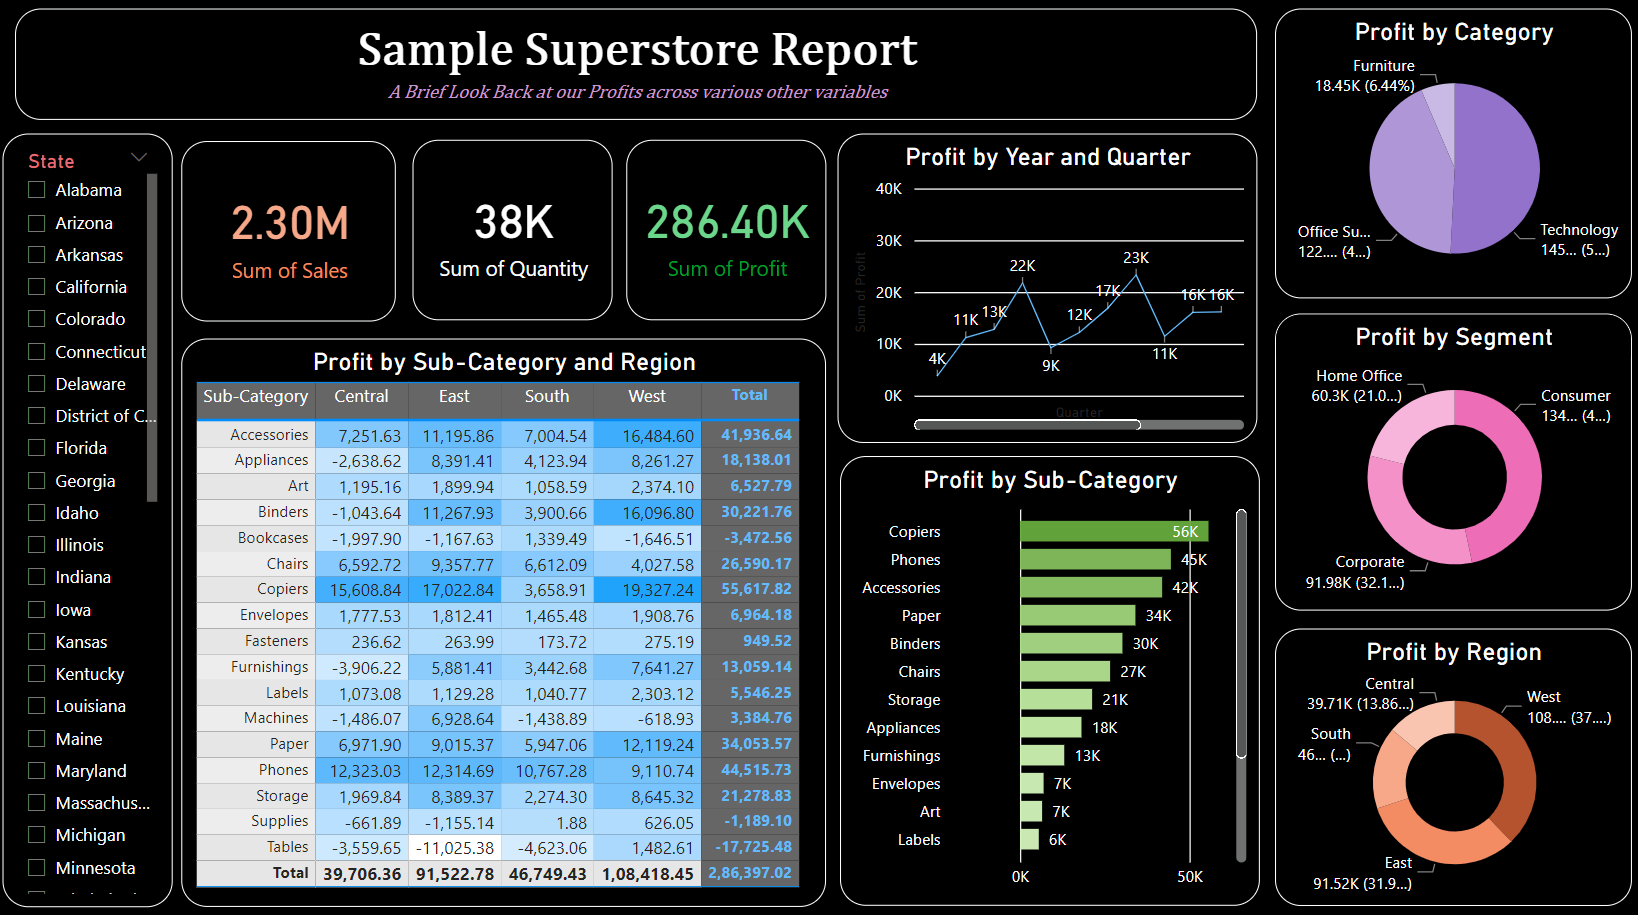 Sample Superstore Report
A Brief Look Back at our Profits across various other variables
State
Alabama
Arizona
Arkansas
California
Colorado
Connecticut
Delaware
District of C...
Florida
Georgia
Idaho
Illinois
Indiana
Iowa
Kansas
Kentucky
Louisiana
Maine
Maryland
Massachus...
Michigan
Minnesota
2.30M
Sum of Sales
38K
Sum of Quantity
286.40K
Sum of Profit
Profit by Sub-Category and Region
Sub-Category Central East South West Total
Accessories 7,251.63 11,195.86 7,004.54 16,484.60 41,936.64
Appliances -2,638.62 8,391.41 4,123.94 8,261.27 18,138.01
Art 1,195.16 1,899.94 1,058.59 2,374.10 6,527.79
Binders -1,043.64 11,267.93 3,900.66 16,096.80 30,221.76
Bookcases -1,997.90 -1,167.63 1,339.49 -1,646.51 -3,472.56
Chairs 6,592.72 9,357.77 6,612.09 4,027.58 26,590.17
Copiers 15,608.84 17,022.84 3,658.91 19,327.24 55,617.82
Envelopes 1,777.53 1,812.41 1,465.48 1,908.76 6,964.18
Fasteners 236.62 263.99 173.72 275.19 949.52
Furnishings -3,906.22 5,881.41 3,442.68 7,641.27 13,059.14
Labels 1,073.08 1,129.28 1,040.77 2,303.12 5,546.25
Machines -1,486.07 6,928.64 -1,438.89 -618.93 3,384.76
Paper 6,971.90 9,015.37 5,947.06 12,119.24 34,053.57
Phones 12,323.03 12,314.69 10,767.28 9,110.74 44,515.73
Storage 1,969.84 8,389.37 2,274.30 8,645.32 21,278.83
Supplies -661.89 -1,155.14 1.88 626.05 -1,189.10
Tables -3,559.65 -11,025.38 -4,623.06 1,482.61 -17,725.48
Total 39,706.36 91,522.78 46,749.43 1,08,418.45 2,86,397.02
Profit by Year and Quarter
Sum of Profit
40K
30K
20K
10K
0K
4K 11K 13K 22K 9K 12K 17K 23K 11K 16K 16K
Quarter
Profit by Sub-Category
Copiers 56K
Phones 45K
Accessories 42K
Paper 34K
Binders 30K
Chairs 27K
Storage 21K
Appliances 18K
Furnishings 13K
Envelopes 7K
Art 7K
Labels 6K
0K 50K
Profit by Category
Furniture
18.45K (6.44%)
Office Su...
122.... (4...)
Technology
145... (5...)
Profit by Segment
Home Office
60.3K (21.0...)
Consumer
134... (4...)
Corporate
91.98K (32.1...)
Profit by Region
Central
39.71K (13.86...)
West
108.... (37....)
South
46... (...)
East
91.52K (31.9...)